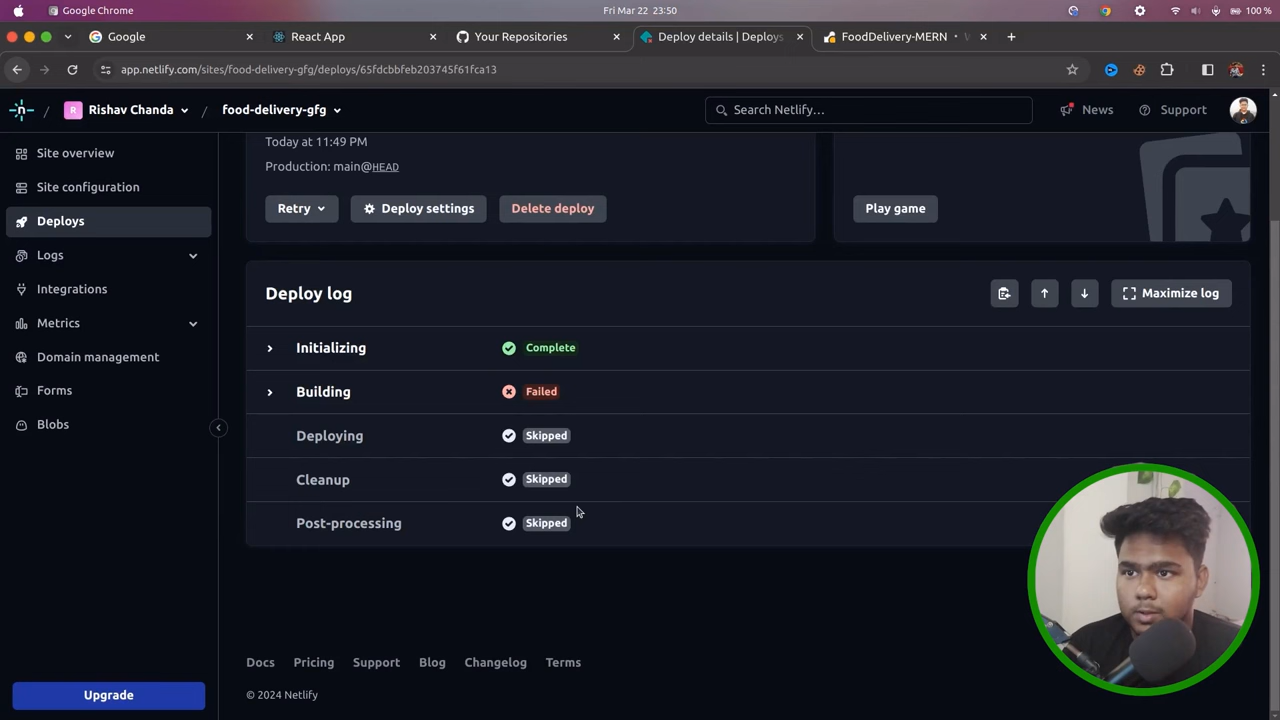 Google Chrome
Fri Mar 22 23:50
100 %
Google
React App
Your Repositories
Deploy details | Deploys
FoodDelivery-MERN
app.netlify.com/sites/food-delivery-gfg/deploys/65fdcbbfeb203745f61fca13
R
Rishav Chanda
/
food-delivery-gfg
Search Netlify…
News
Support
Site overview
Site configuration
Deploys
Logs
Integrations
Metrics
Domain management
Forms
Blobs
Upgrade
Today at 11:49 PM
Production: main@HEAD
Retry
Deploy settings
Delete deploy
Play game
Deploy log
Maximize log
Initializing
Complete
Building
Failed
Deploying
Skipped
Cleanup
Skipped
Post-processing
Skipped
Docs
Pricing
Support
Blog
Changelog
Terms
© 2024 Netlify